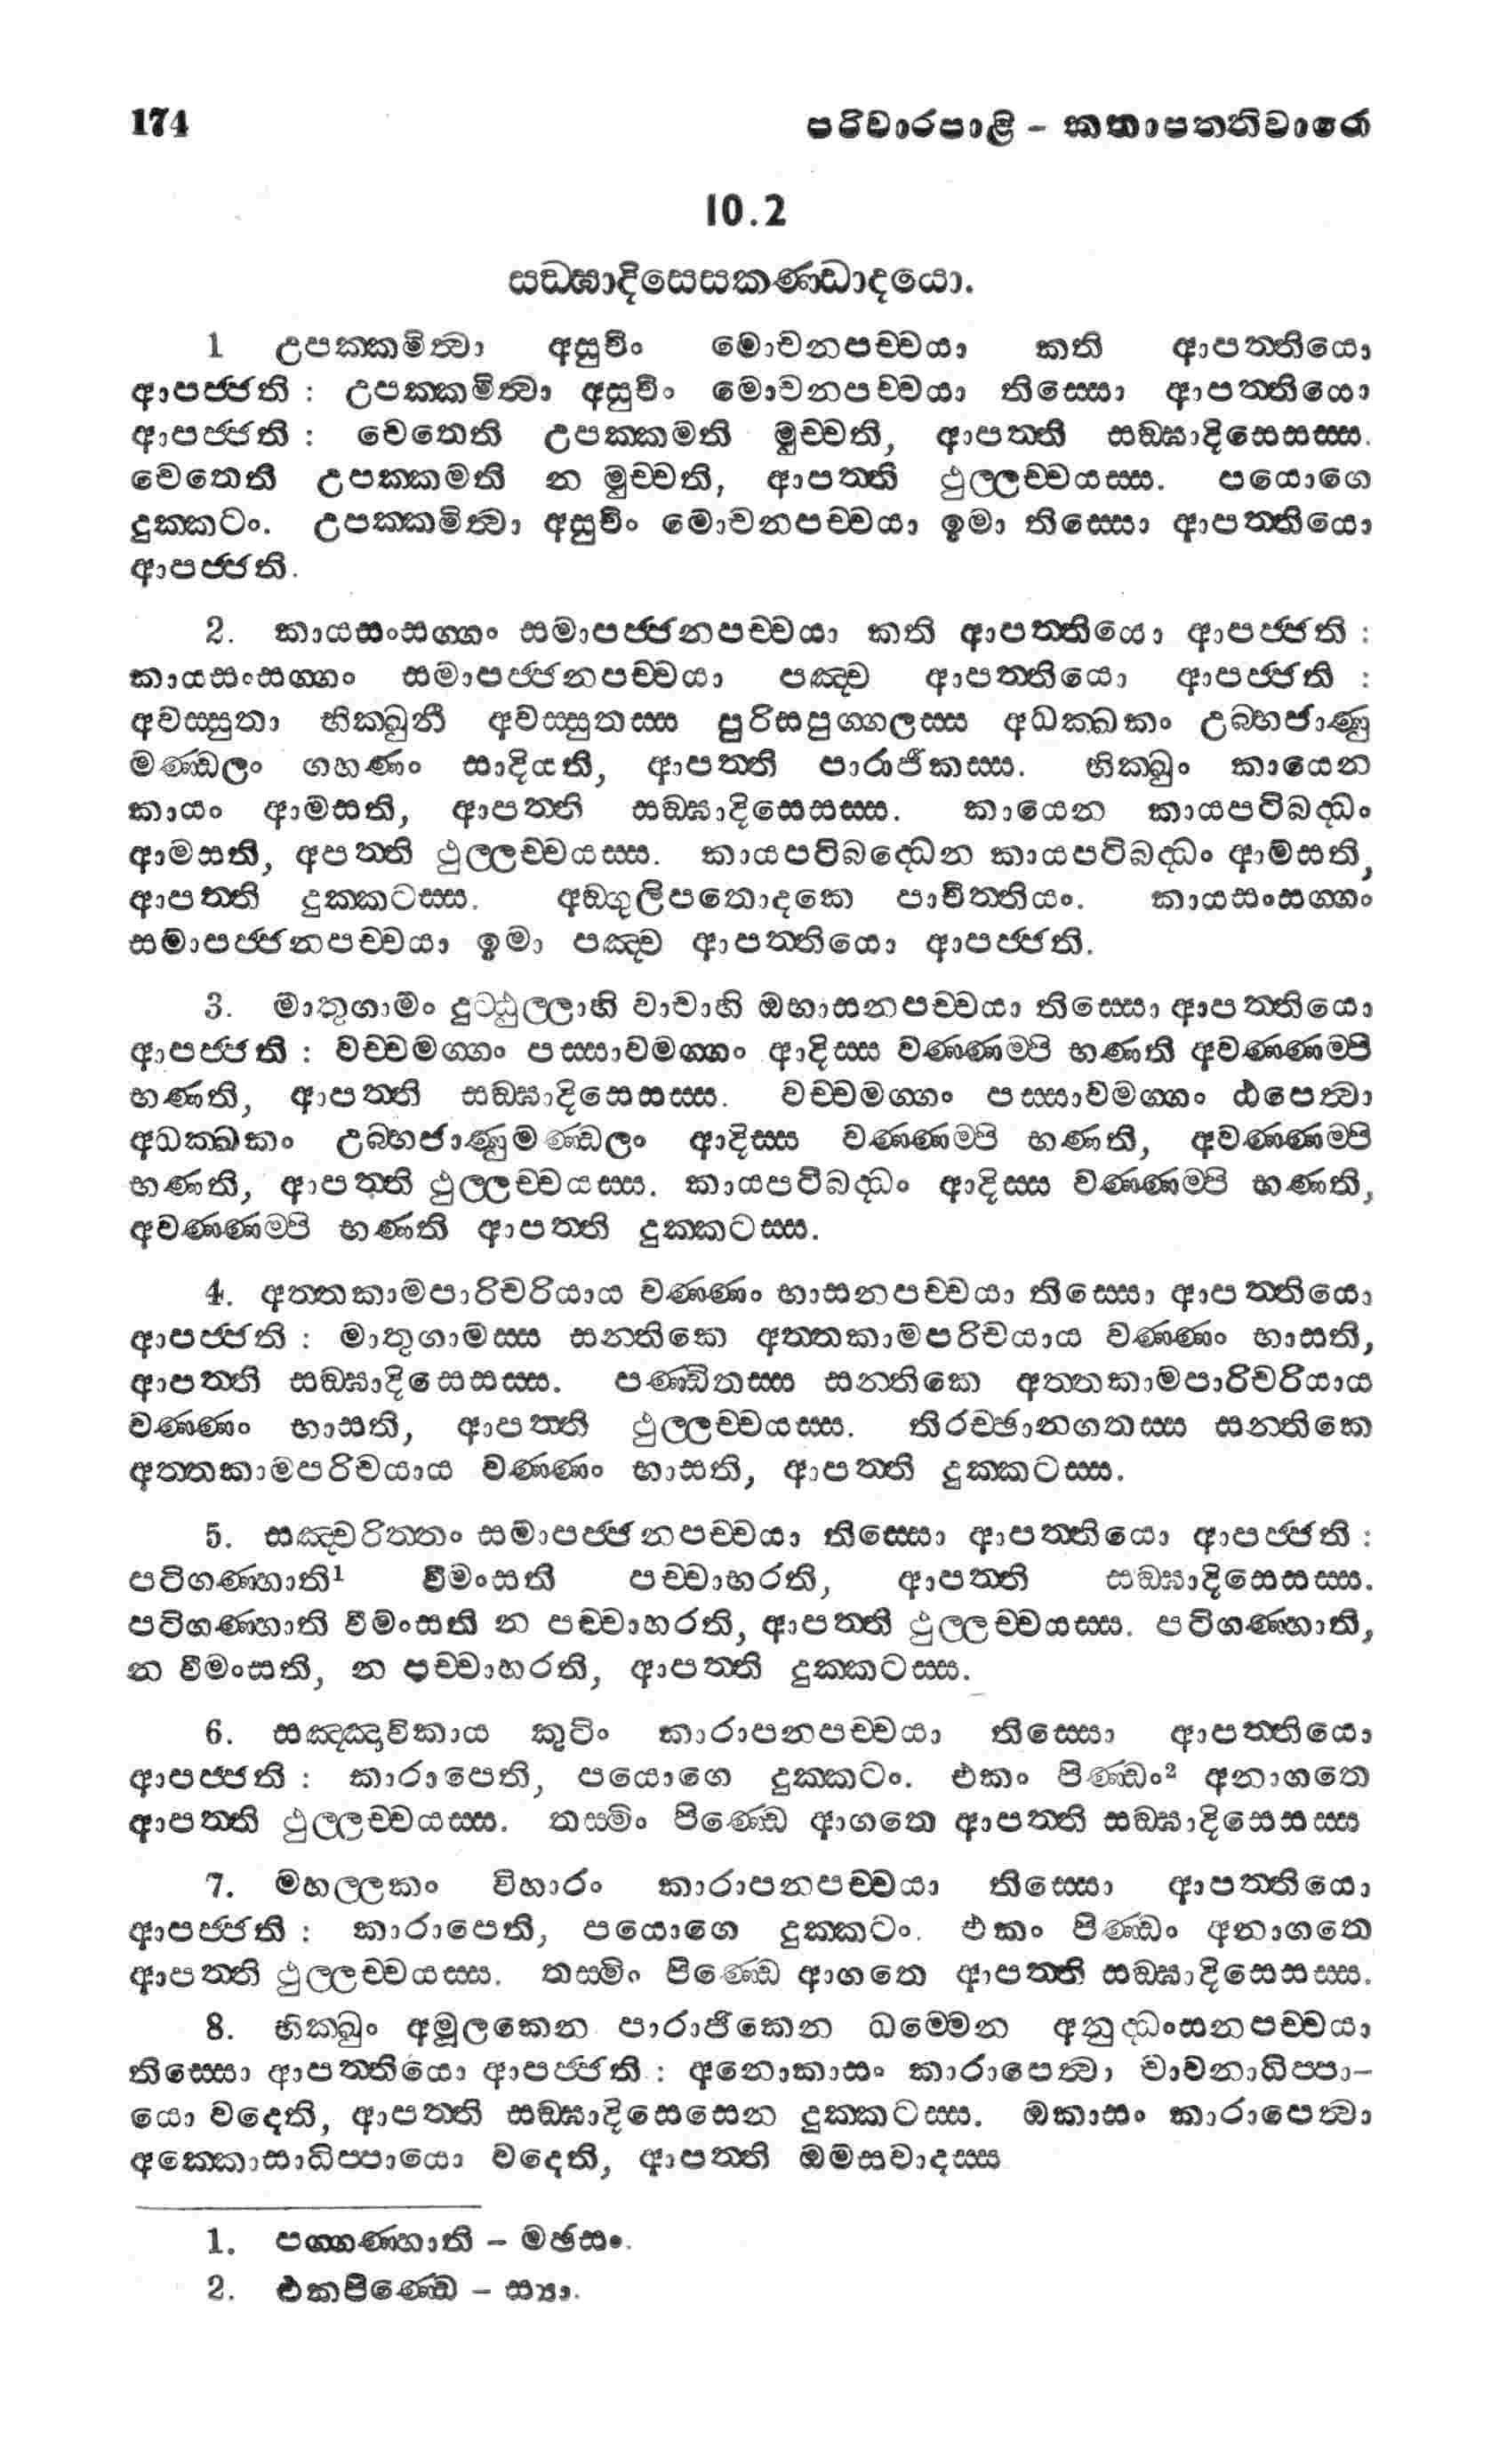 174 පරිවාරපාළි - කතාපතතිවාරො
10.2
සඞ්ඝාදිසෙසකණ්ඩාදයො.
1 උපක්කමිත්වා අසුචිං මොචනපච්චයා කති ආපත්තියො
ආපජ්ජති : උපක්කමිත්වා අසුචිං මොචනපච්චයා තිස්සො ආපත්තියො
ආපජ්ජති : චෙතෙති උපක්කමති මුච්චති, ආපත්ති සඞ්ඝාදිසෙසස්ස.
චෙතෙති උපක්කමති න මුච්චති, ආපත්ති ථුල්ලච්චයස්ස. පයොගෙ
දුක්කටං. උපක්කමිත්වා අසුචිං මොචනපච්චයා ඉමා තිස්සො ආපත්තියො
ආපජ්ජති.
2. කායසංසග්ගං සමාපජ්ජනපච්චයා කති ආපත්තියො ආපජ්ජති :
කායසංසග්ගං සමාපජ්ජනපච්චයා පඤ්ච ආපත්තියො ආපජ්ජති :
අවස්සුතා භික්ඛුනී අවස්සුතස්ස පුරිසපුග්ගලස්ස අධක්ඛකං උබ්භජාණු
මණ්ඩලං ගහණං සාදියති, ආපත්ති පාරාජිකස්ස. භික්ඛුං කායෙන
කායං ආමසති, ආපත්ති සඞ්ඝාදිසෙසස්ස. කායෙන කායපටිබද්ධං
ආමසති, අපත්ති ථුල්ලච්චයස්ස. කායපටිබද්ධෙන කායපටිබද්ධං ආමසති,
ආපත්ති දුක්කටස්ස. අඞ්ගුලිපතොදකෙ පාචිත්තියං. කායසංසග්ගං
සමාපජ්ජනපච්චයා ඉමා පඤ්ච ආපත්තියො ආපජ්ජති.
3. මාතුගාමං දුට්ඨුල්ලාහි වාචාහි ඔභාසනපච්චයා තිස්සො ආපත්තියො
ආපජ්ජති : වච්චමග්ගං පස්සාවමග්ගං ආදිස්ස වණ්ණම්පි භණති අවණ්ණම්පි
භණති, ආපත්ති සඞ්ඝාදිසෙසස්ස. වච්චමග්ගං පස්සාවමග්ගං ඨපෙත්වා
අධක්ඛකං උබ්භජාණුමණ්ඩලං ආදිස්ස වණ්ණම්පි භණති, අවණ්ණම්පි
භණති, ආපත්ති ථුල්ලච්චයස්ස. කායපටිබද්ධං ආදිස්ස වණ්ණම්පි භණති,
අවණ්ණම්පි භණති ආපත්ති දුක්කටස්ස.
4. අත්තකාමපාරිචරියාය වණ්ණං භාසනපච්චයා තිස්සො ආපත්තියො
ආපජ්ජති : මාතුගාමස්ස සන්තිකෙ අත්තකාමපරිචයාය වණ්ණං භාසති,
ආපත්ති සඞ්ඝාදිසෙසස්ස. පණ්ඩිතස්ස සන්තිකෙ අත්තකාමපාරිචරියාය
වණ්ණං භාසති, ආපත්ති ථුල්ලච්චයස්ස. තිරච්ඡානගතස්ස සන්තිකෙ
අත්තකාමපරිචයාය වණ්ණං භාසති, ආපත්ති දුක්කටස්ස.
5. සඤ්චරිත්තං සමාපජ්ජනපච්චයා තිස්සො ආපත්තියො ආපජ්ජති :
පටිගණ්හාති¹ වීමංසති පච්චාහරති, ආපත්ති සඞ්ඝාදිසෙසස්ස.
පටිගණ්හාති වීමංසති න පච්චාහරති, ආපත්ති ථුල්ලච්චයස්ස. පටිගණ්හාති,
න වීමංසති, න පච්චාහරති, ආපත්ති දුක්කටස්ස.
6. සඤ්ඤාචිකාය කුටිං කාරාපනපච්චයා තිස්සො ආපත්තියො
ආපජ්ජති : කාරාපෙති, පයොගෙ දුක්කටං. එකං පිණ්ඩං² අනාගතෙ
ආපත්ති ථුල්ලච්චයස්ස. තස්මිං පිණ්ඩෙ ආගතෙ ආපත්ති සඞ්ඝාදිසෙසස්ස
7. මහල්ලකං විහාරං කාරාපනපච්චයා තිස්සො ආපත්තියො
ආපජ්ජති : කාරාපෙති, පයොගෙ දුක්කටං. එකං පිණ්ඩං අනාගතෙ
ආපත්ති ථුල්ලච්චයස්ස. තස්මිං පිණ්ඩෙ ආගතෙ ආපත්ති සඞ්ඝාදිසෙසස්ස.
8. භික්ඛුං අමූලකෙන පාරාජිකෙන ධම්මෙන අනුද්ධංසනපච්චයා
තිස්සො ආපත්තියො ආපජ්ජති : අනොකාසං කාරාපෙත්වා චාවනාධිප්පා-
යො වදෙති, ආපත්ති සඞ්ඝාදිසෙසෙන දුක්කටස්ස. ඔකාසං කාරාපෙත්වා
අක්කොසාධිප්පායො වදෙති, ආපත්ති ඔමසවාදස්ස
1. පග්ගණ්හාති - මඡසං.
2. එකපිණ්ඩෙ - ස්යා.